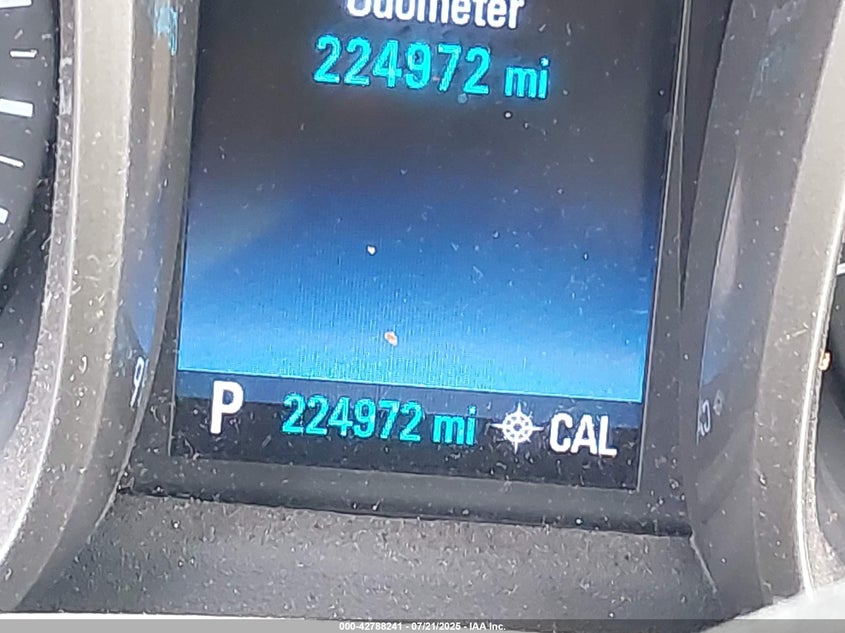 Odometer
224972 mi
P 224972 mi CAL
000-42788241 - 07/21/2025 - IAA Inc.